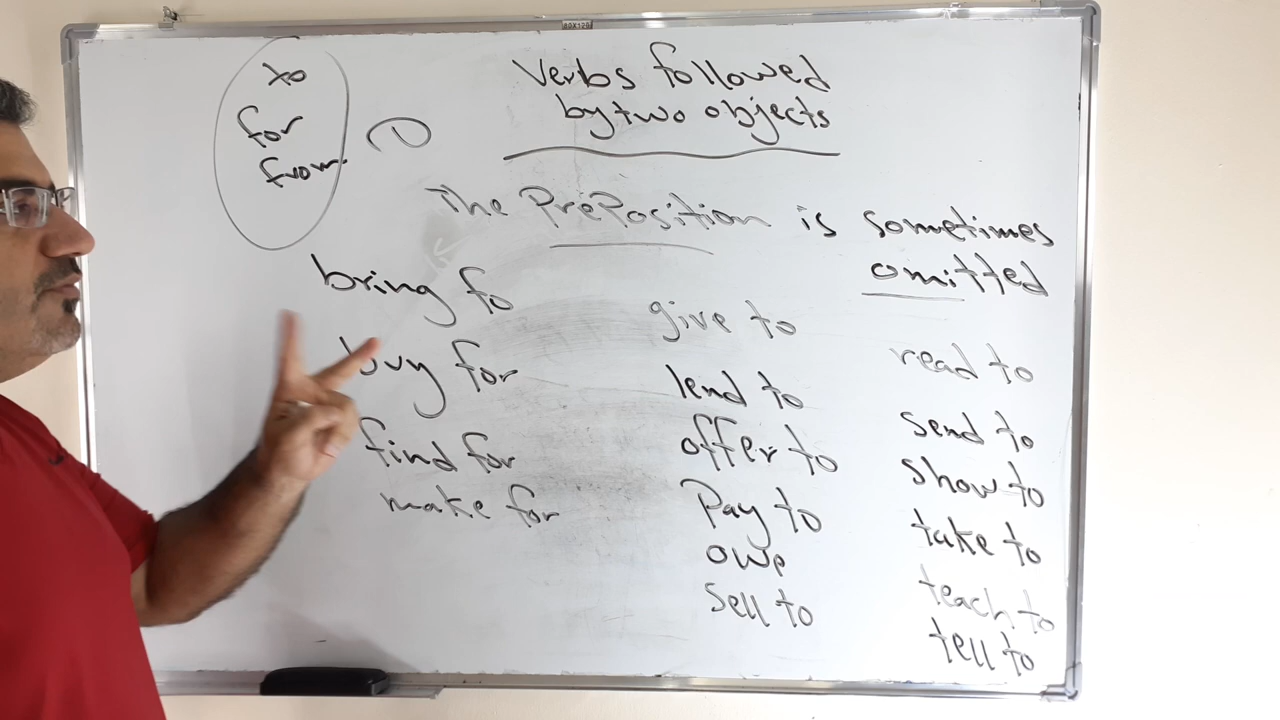 to
for
from
Verbs followed
by two objects
The Preposition is sometimes
omitted
bring to
buy for
find for
make for
give to
lend to
offer to
Pay to
owe
Sell to
read to
send to
show to
take to
teach to
tell to